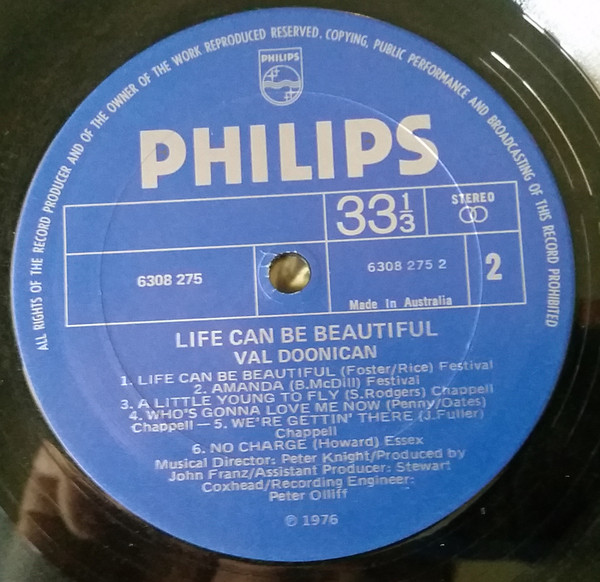 ALL RIGHTS OF THE RECORD PRODUCER AND OF THE OWNER OF THE WORK REPRODUCED RESERVED. COPYING, PUBLIC PERFORMANCE AND BROADCASTING OF THIS RECORD PROHIBITED
PHILIPS
PHILIPS
33 1/3
STEREO
6308 275
6308 275 2
2
Made In Australia
LIFE CAN BE BEAUTIFUL
VAL DOONICAN
1. LIFE CAN BE BEAUTIFUL (Foster/Rice) Festival
2. AMANDA (B.McDill) Festival
3. A LITTLE YOUNG TO FLY (S.Rodgers) Chappell
4. WHO'S GONNA LOVE ME NOW (Penny/Oates)
Chappell — 5. WE'RE GETTIN' THERE (J.Fuller)
Chappell
6. NO CHARGE (Howard) Essex
Musical Director: Peter Knight/Produced by
John Franz/Assistant Producer: Stewart
Coxhead/Recording Engineer:
Peter Olliff
℗ 1976